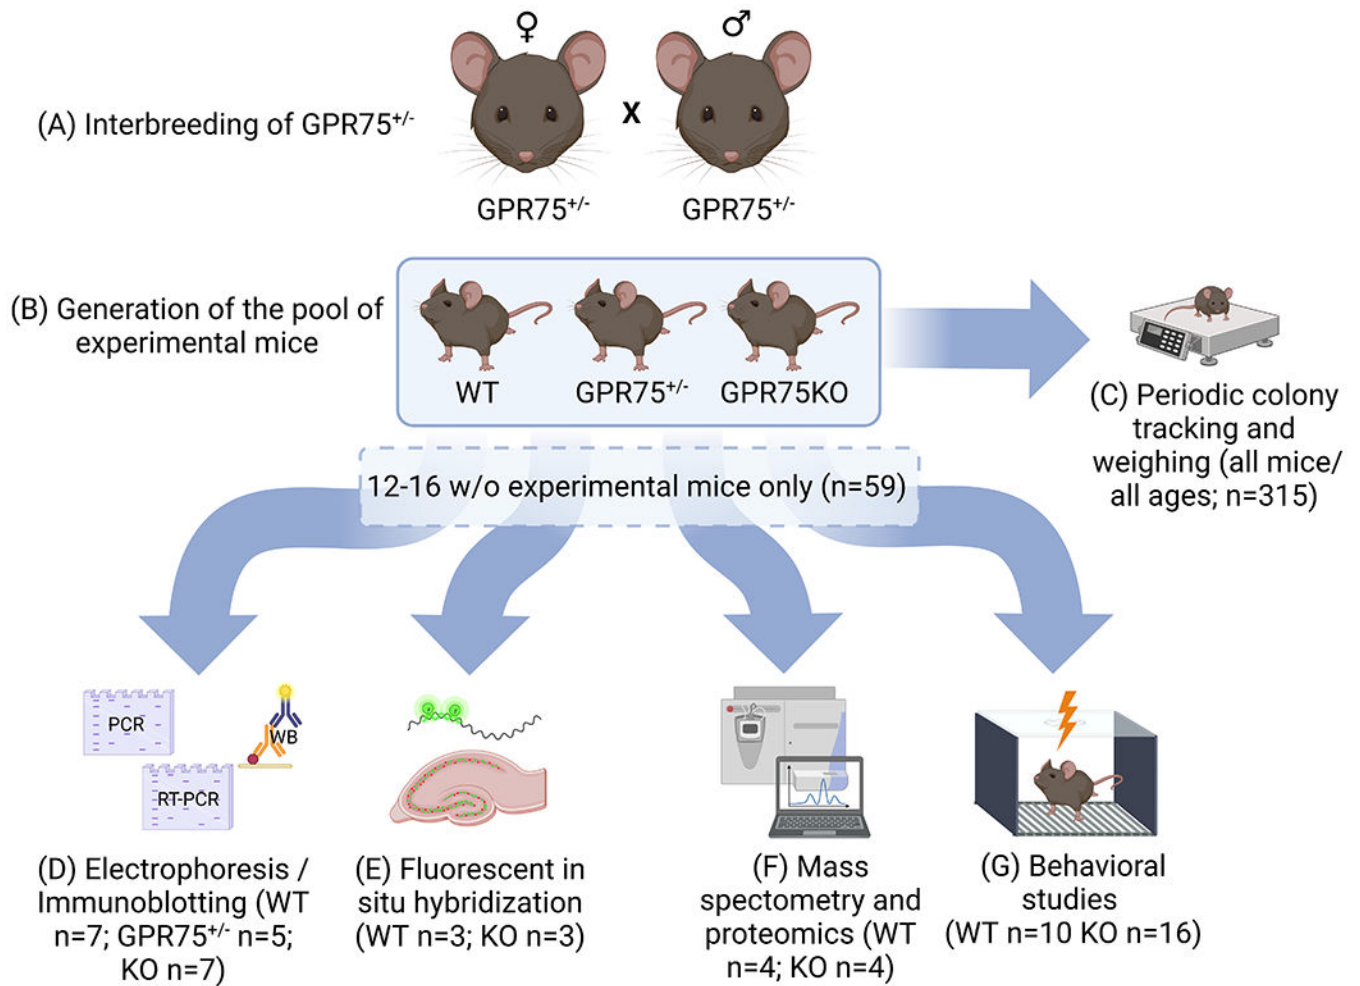 ♀
♂
(A) Interbreeding of GPR75+/-
X
GPR75+/-
GPR75+/-
(B) Generation of the pool of
experimental mice
WT
GPR75+/-
GPR75KO
(C) Periodic colony
tracking and
weighing (all mice/
all ages; n=315)
12-16 w/o experimental mice only (n=59)
PCR
RT-PCR
WB
(D) Electrophoresis /
Immunoblotting (WT
n=7; GPR75+/- n=5;
KO n=7)
(E) Fluorescent in
situ hybridization
(WT n=3; KO n=3)
(F) Mass
spectometry and
proteomics (WT
n=4; KO n=4)
(G) Behavioral
studies
(WT n=10 KO n=16)